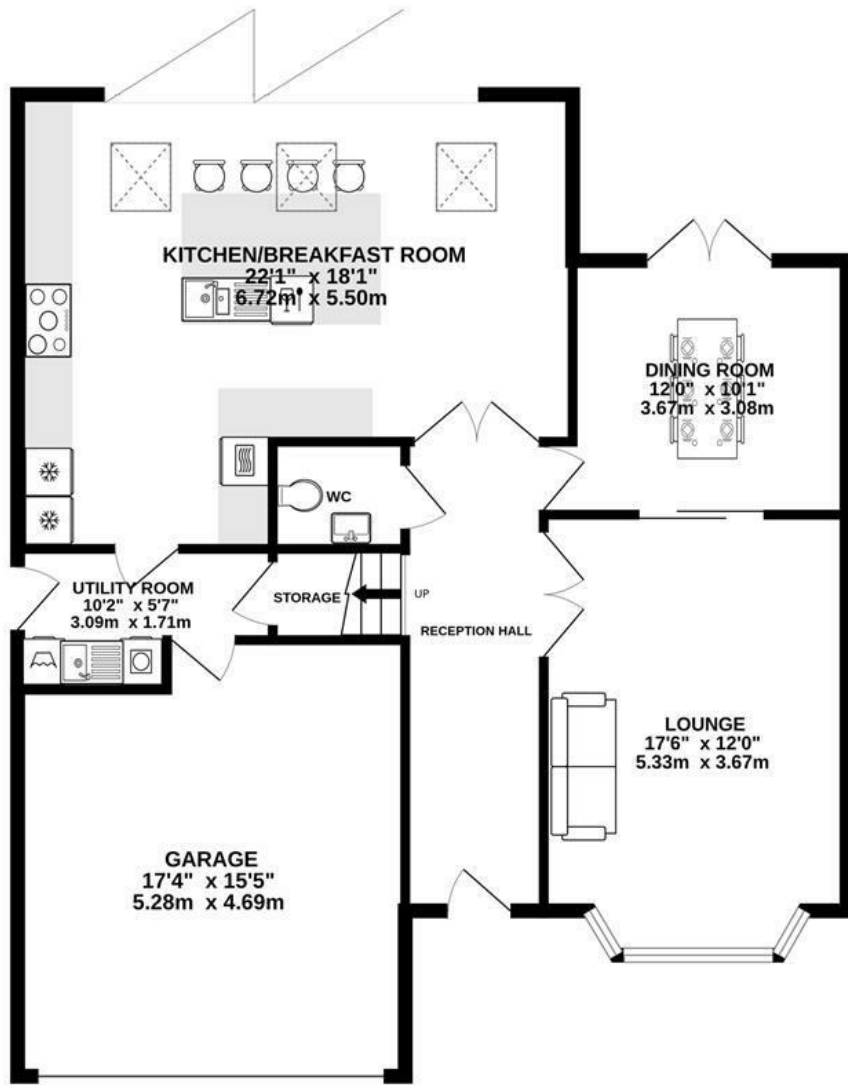 KITCHEN/BREAKFAST ROOM
22'1" x 18'1"
6.72m x 5.50m
DINING ROOM
12'0" x 10'1"
3.67m x 3.08m
WC
UTILITY ROOM
10'2" x 5'7"
3.09m x 1.71m
STORAGE
UP
RECEPTION HALL
LOUNGE
17'6" x 12'0"
5.33m x 3.67m
GARAGE
17'4" x 15'5"
5.28m x 4.69m